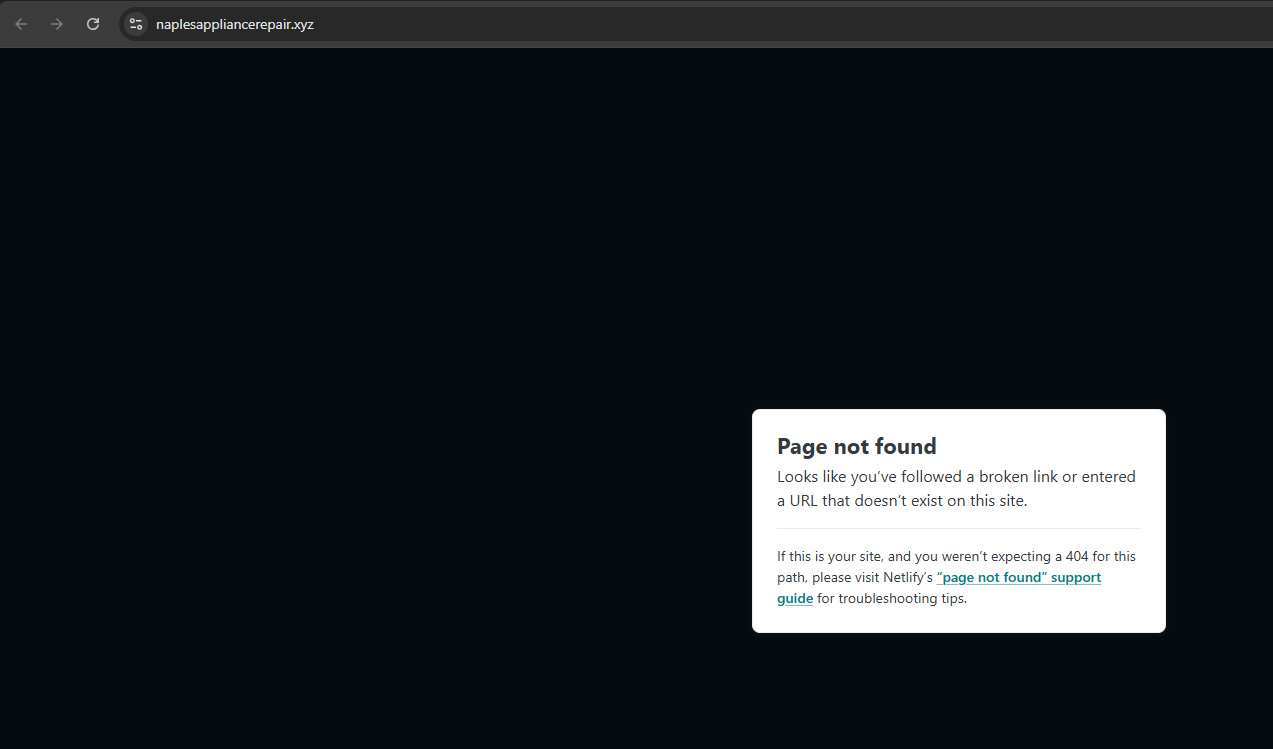 naplesappliancerepair.xyz
Page not found
Looks like you’ve followed a broken link or entered
a URL that doesn’t exist on this site.
If this is your site, and you weren’t expecting a 404 for this
path, please visit Netlify’s “page not found” support
guide for troubleshooting tips.